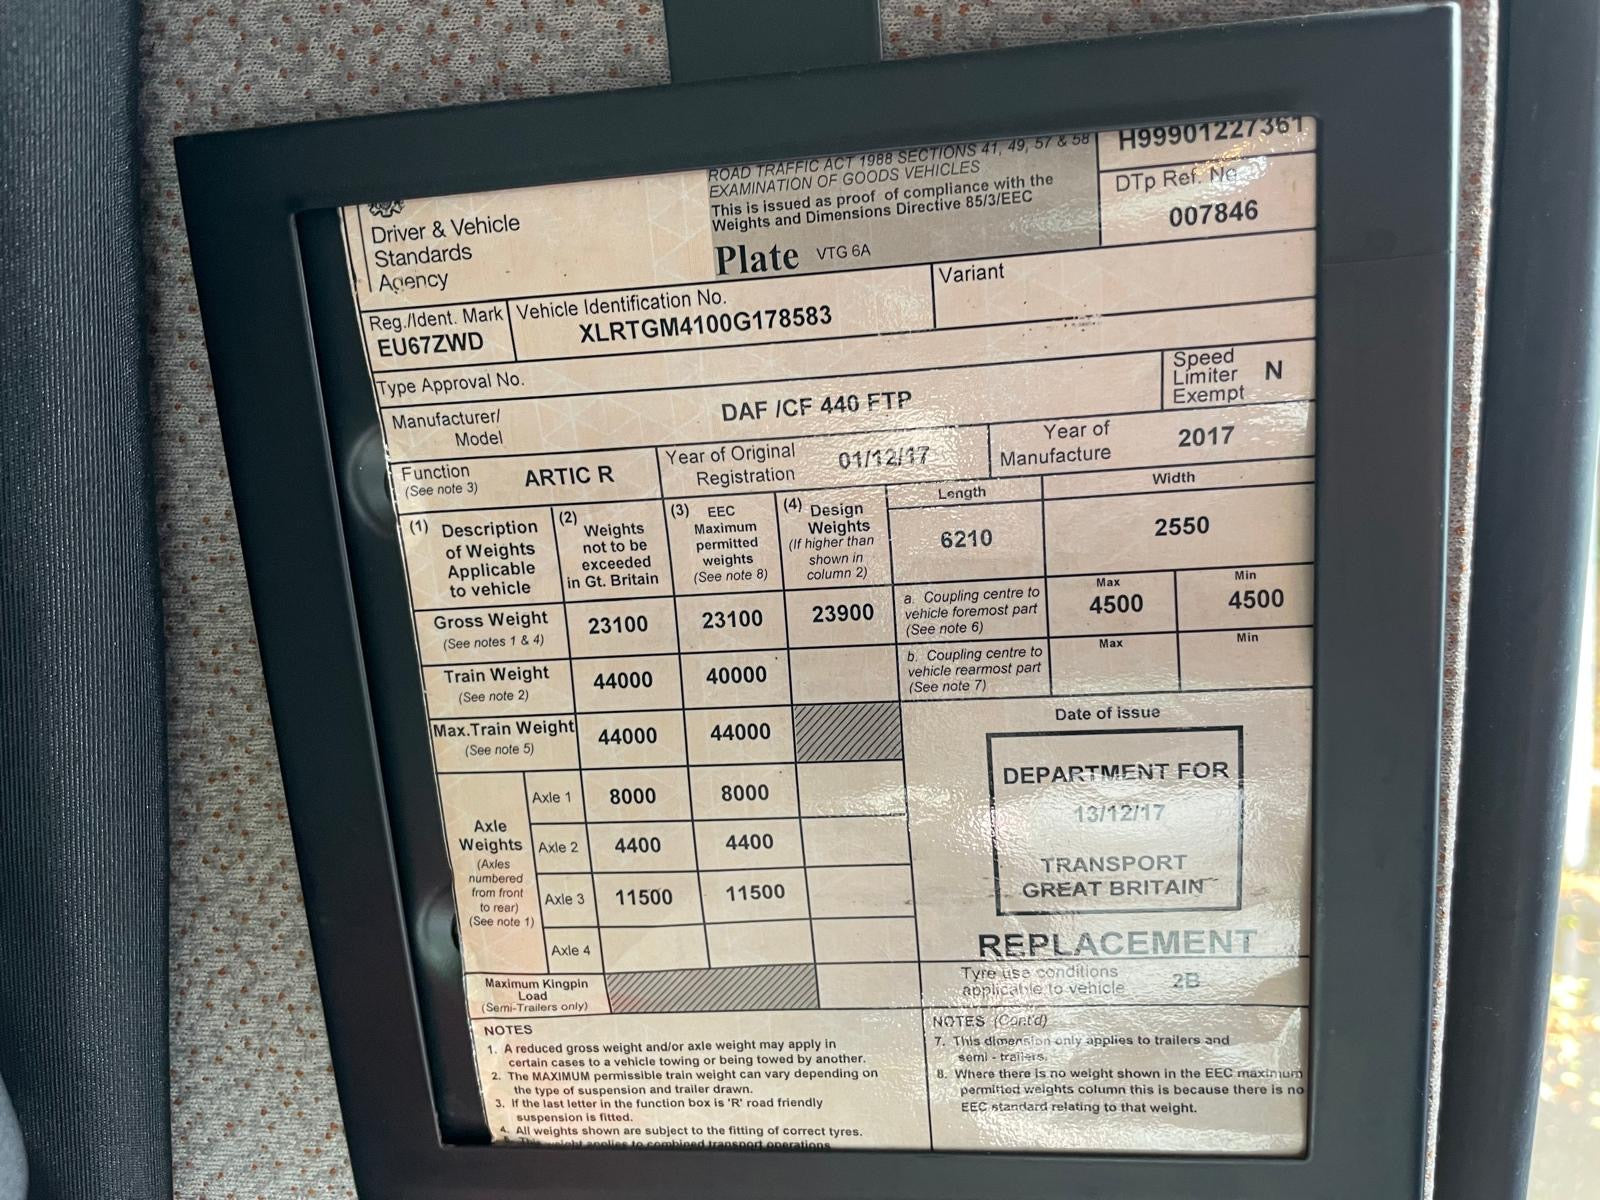 ROAD TRAFFIC ACT 1988 SECTIONS 41, 49, 57 & 58
EXAMINATION OF GOODS VEHICLES
This is issued as proof of compliance with the
Weights and Dimensions Directive 85/3/EEC
Plate VTG 6A
H99901227361
DTp Ref. No
007846
Driver & Vehicle
Standards
Agency
Reg./Ident. Mark
EU67ZWD
Vehicle Identification No.
XLRTGM4100G178583
Variant
Type Approval No.
Speed
Limiter
Exempt
N
Manufacturer/
Model
DAF /CF 440 FTP
Function
(See note 3)
ARTIC R
Year of Original
Registration
01/12/17
Year of
Manufacture
2017
(1) Description
of Weights
Applicable
to vehicle
(2) Weights
not to be
exceeded
in Gt. Britain
(3) EEC
Maximum
permitted
weights
(See note 8)
(4) Design
Weights
(If higher than
shown in
column 2)
Length
6210
Width
2550
Gross Weight
(See notes 1 & 4)
23100
23100
23900
a. Coupling centre to
vehicle foremost part
(See note 6)
Max
4500
Min
4500
Train Weight
(See note 2)
44000
40000
b. Coupling centre to
vehicle rearmost part
(See note 7)
Max
Min
Max.Train Weight
(See note 5)
44000
44000
Axle
Weights
(Axles
numbered
from front
to rear)
(See note 1)
Axle 1
8000
8000
Axle 2
4400
4400
Axle 3
11500
11500
Axle 4
Maximum Kingpin
Load
(Semi-Trailers only)
Date of issue
DEPARTMENT FOR
13/12/17
TRANSPORT
GREAT BRITAIN
REPLACEMENT
Tyre use conditions
applicable to vehicle
2B
NOTES
1. A reduced gross weight and/or axle weight may apply in
certain cases to a vehicle towing or being towed by another.
2. The MAXIMUM permissible train weight can vary depending on
the type of suspension and trailer drawn.
3. If the last letter in the function box is 'R' road friendly
suspension is fitted.
4. All weights shown are subject to the fitting of correct tyres.
5. This weight applies to combined transport operations
NOTES (Cont'd)
7. This dimension only applies to trailers and
semi - trailers.
8. Where there is no weight shown in the EEC maximum
permitted weights column this is because there is no
EEC standard relating to that weight.